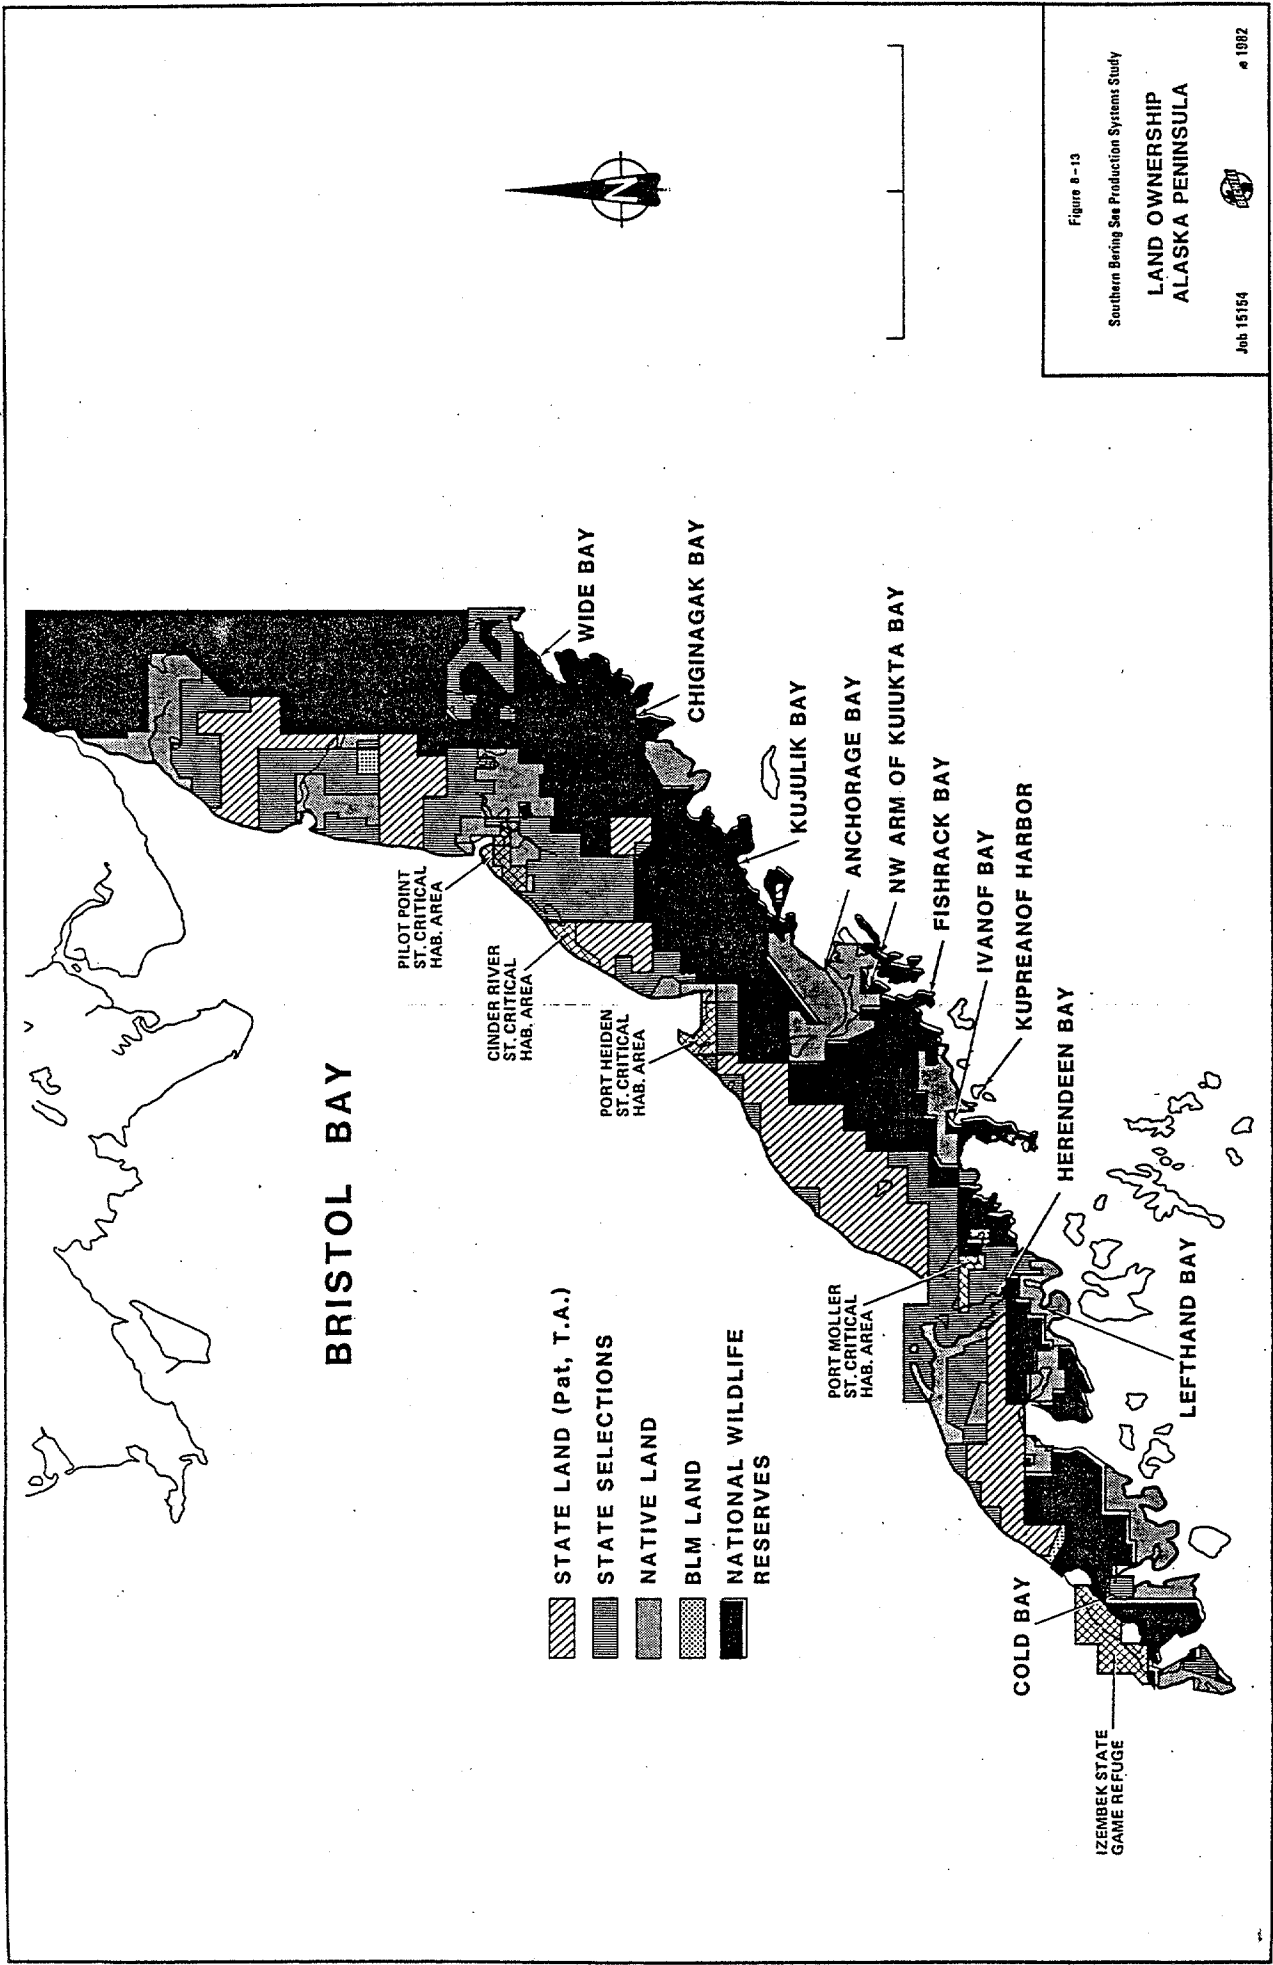 BRISTOL BAY
PILOT POINT
ST. CRITICAL
HAB. AREA
CINDER RIVER
ST. CRITICAL
HAB. AREA
PORT HEIDEN
ST. CRITICAL
HAB. AREA
PORT MOLLER
ST. CRITICAL
HAB. AREA
IZEMBEK STATE
GAME REFUGE
COLD BAY
WIDE BAY
CHIGINAGAK BAY
KUJULIK BAY
ANCHORAGE BAY
NW ARM OF KUIUKTA BAY
FISHRACK BAY
IVANOF BAY
KUPREANOF HARBOR
HERENDEEN BAY
LEFTHAND BAY
STATE LAND (Pat, T.A.)
STATE SELECTIONS
NATIVE LAND
BLM LAND
NATIONAL WILDLIFE
RESERVES
N
Figure 8-13
Southern Bering Sea Production Systems Study
LAND OWNERSHIP
ALASKA PENINSULA
Job 15154
1982